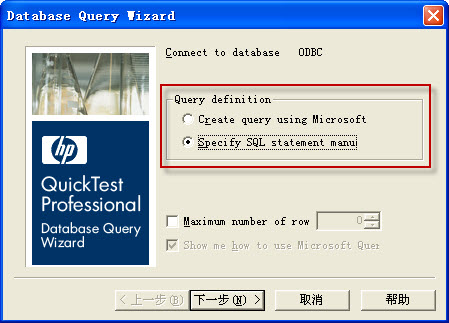 Database Query Wizard
Connect to database ODBC
Query definition
Create query using Microsoft
Specify SQL statement manu
hp
QuickTest
Professional
Database Query
Wizard
Maximum number of row 0
Show me how to use Microsoft Quer
< 上一步(B) 下一步(N) > 取消 帮助